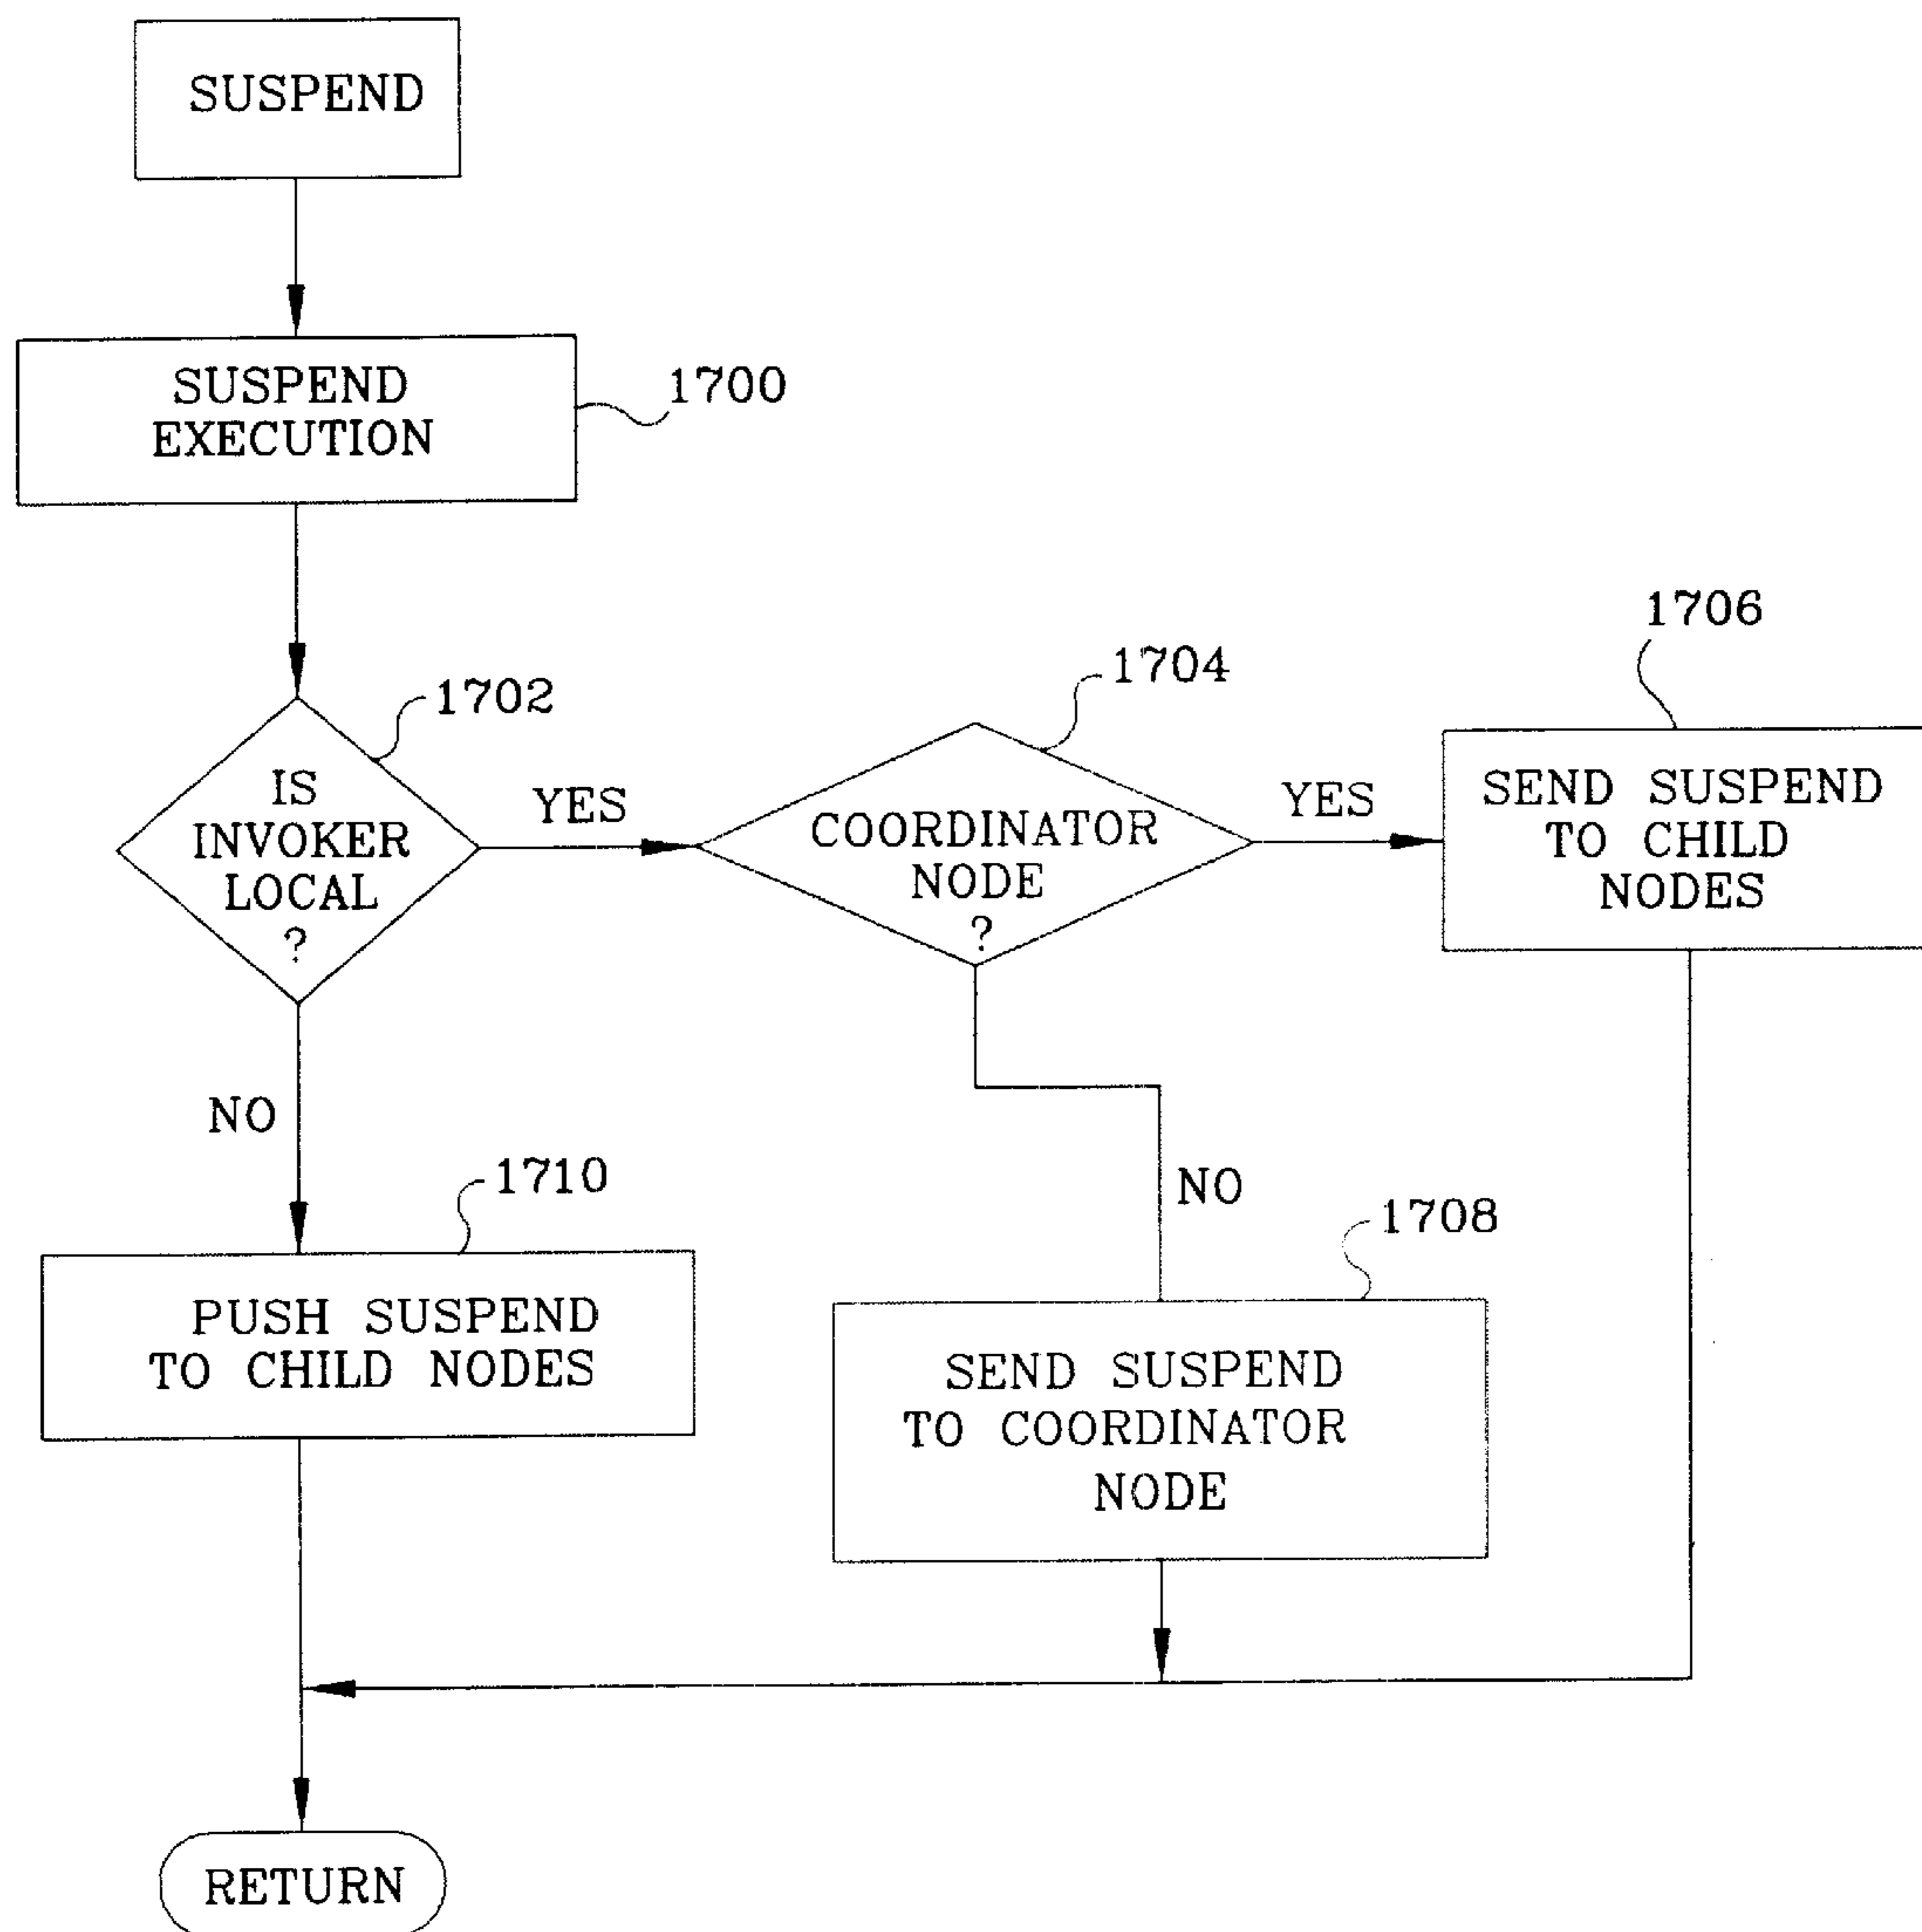 SUSPEND
SUSPEND
EXECUTION
1700
1702
IS
INVOKER
LOCAL
?
YES
1704
COORDINATOR
NODE
?
YES
1706
SEND SUSPEND
TO CHILD
NODES
NO
1710
PUSH SUSPEND
TO CHILD NODES
NO
1708
SEND SUSPEND
TO COORDINATOR
NODE
RETURN